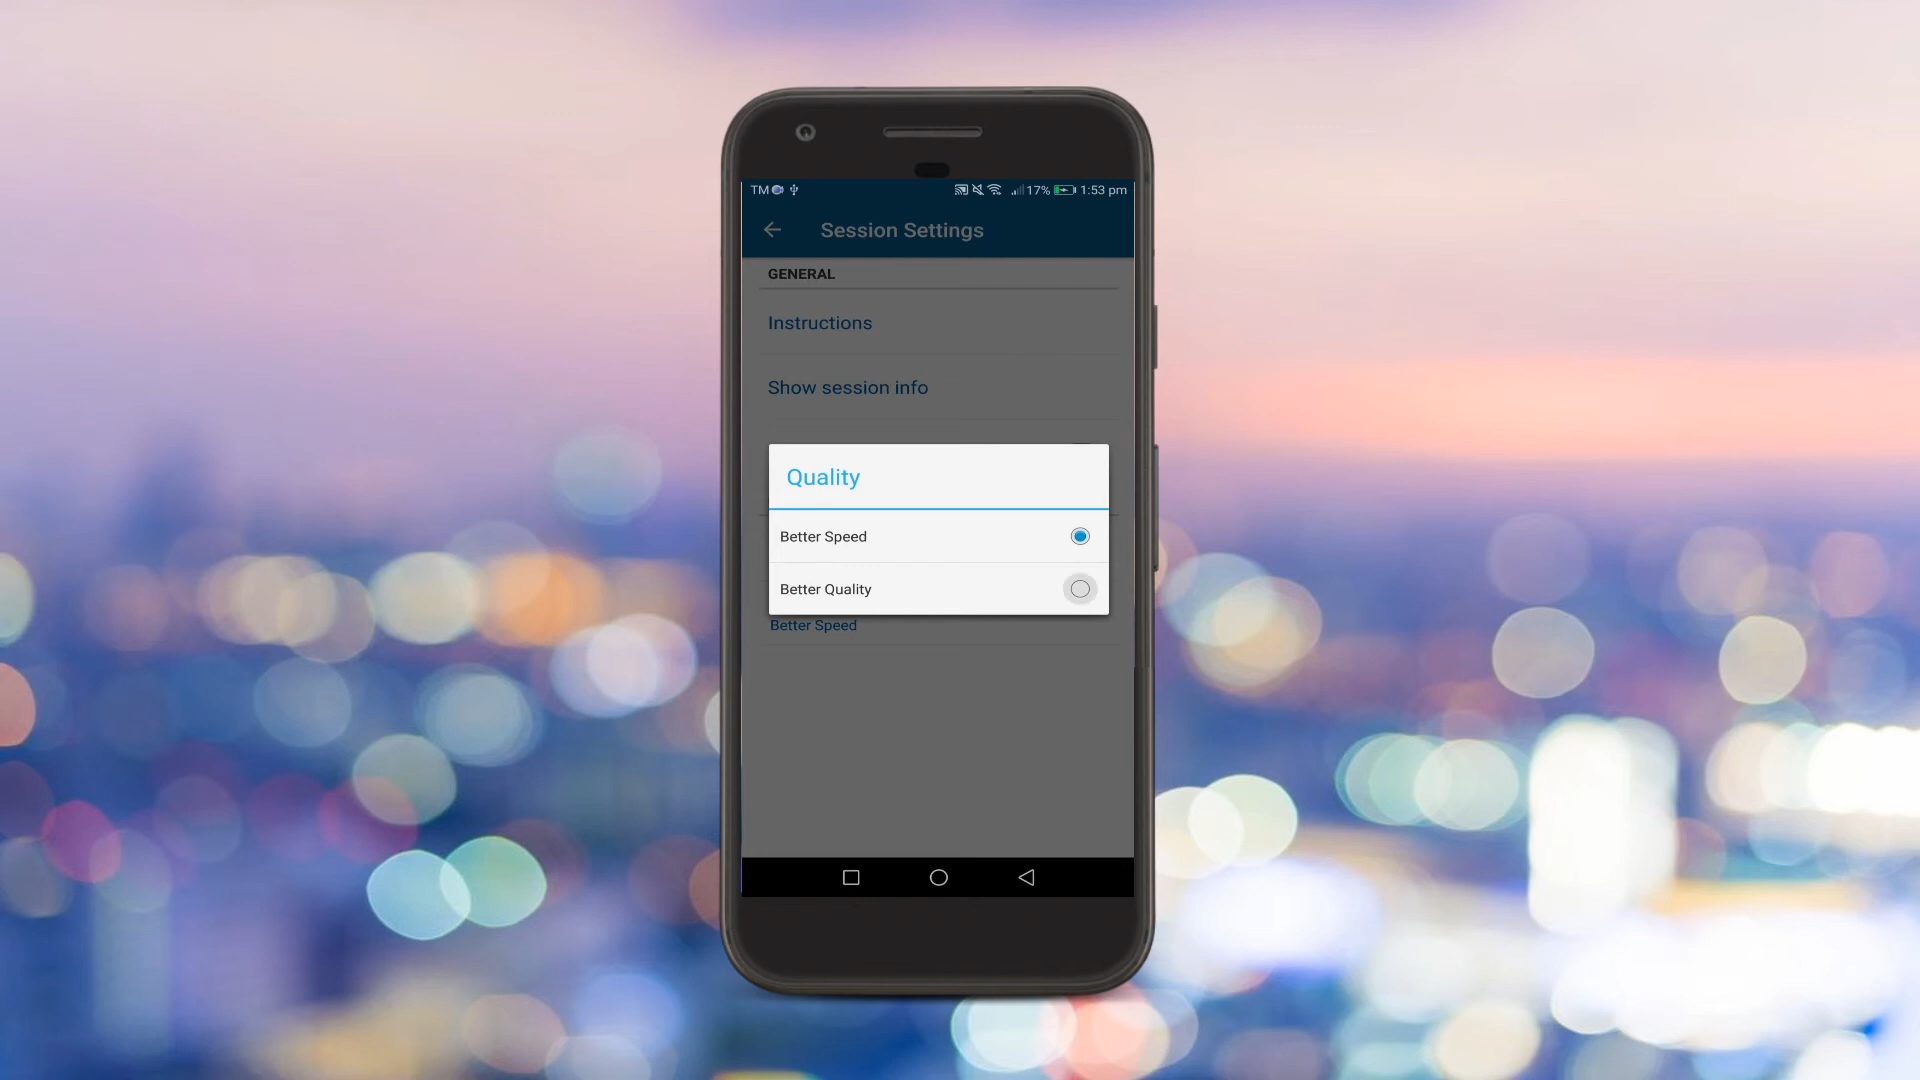 TM 17% 1:53 pm
Session Settings
GENERAL
Instructions
Show session info
Quality
Better Speed
Better Quality
Better Speed